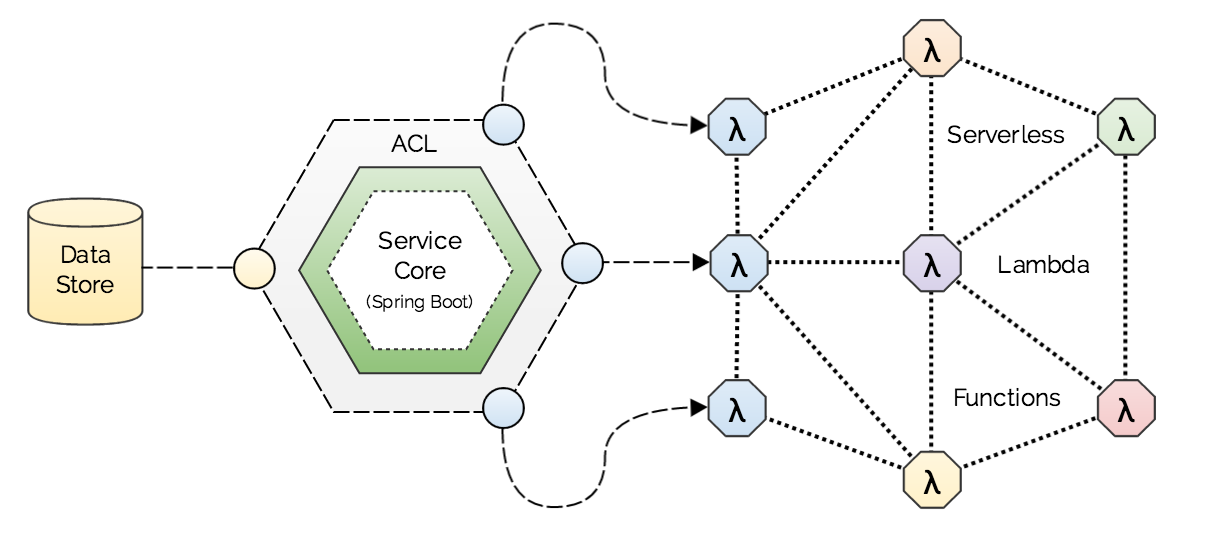 Data
Store
ACL
Service
Core
(Spring Boot)
λ
λ
Serverless
λ
λ
λ
Lambda
Functions
λ
λ
λ